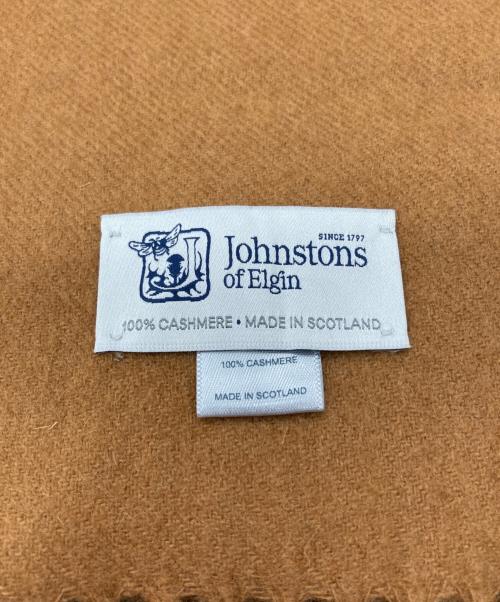 SINCE 1797
Johnstons
of Elgin
100% CASHMERE • MADE IN SCOTLAND
100% CASHMERE
MADE IN SCOTLAND